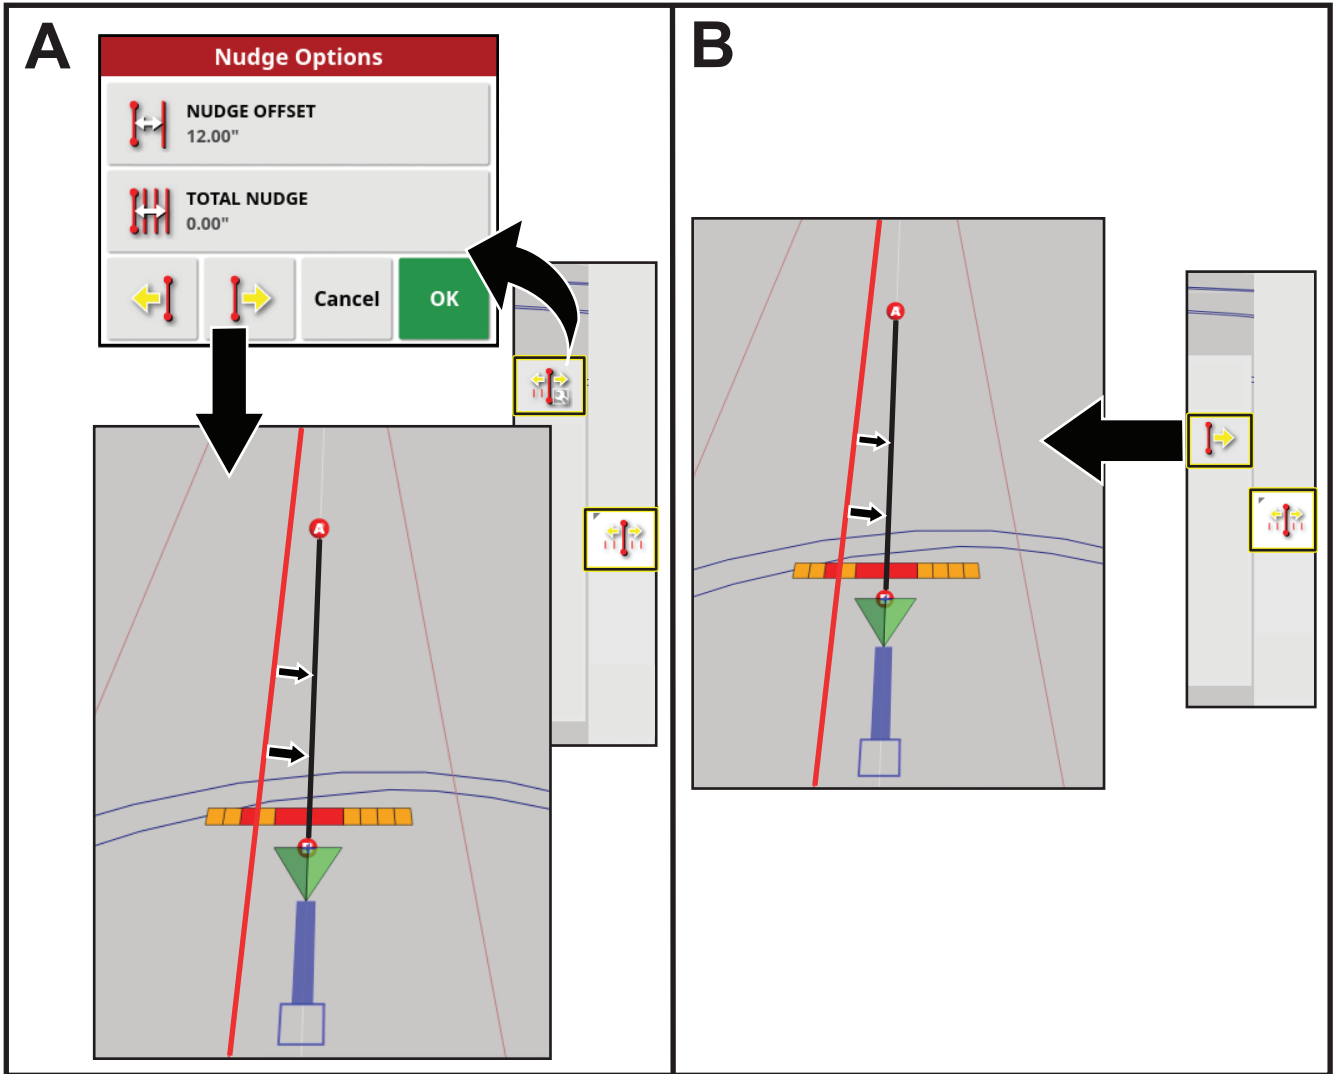 A
Nudge Options
NUDGE OFFSET
12.00"
TOTAL NUDGE
0.00"
Cancel
OK
A
B
A